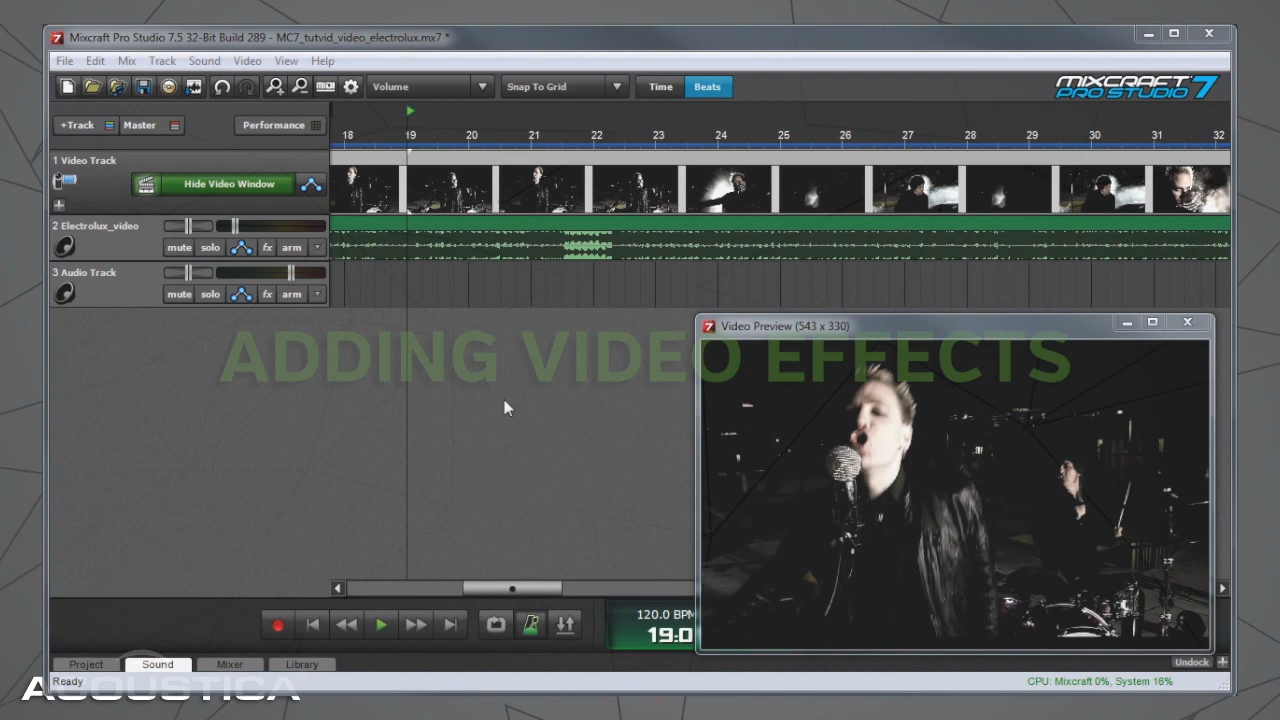 Mixcraft Pro Studio 7.5 32-Bit Build 289 - MC7_tutvid_video_electrolux.mx7 *
File Edit Mix Track Sound Video View Help
Volume Snap To Grid Time Beats
MIXCRAFT 7
PRO STUDIO
+Track Master Performance
18 19 20 21 22 23 24 25 26 27 28 29 30 31 32
1 Video Track
Hide Video Window
2 Electrolux_video
mute solo fx arm
3 Audio Track
mute solo fx arm
Video Preview (543 x 330)
ADDING VIDEO EFFECTS
120.0 BPM
19:0
Project Sound Mixer Library
Undock
ACOUSTICA
Ready
CPU: Mixcraft 0%, System 16%